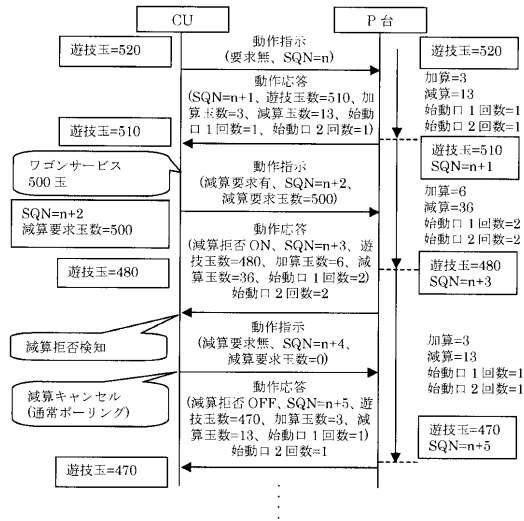 CU
P台
遊技玉=520
動作指示
(要求無、SQN=n)
遊技玉=520
動作応答
(SQN=n+1、遊技玉数=510、加
算玉数=3、減算玉数=13、始動
口1回数=1、始動口2回数=1)
加算=3
減算=13
始動口1回数=1
始動口2回数=1
遊技玉=510
遊技玉=510
SQN=n+1
ワゴンサービス
500玉
動作指示
(減算要求有、SQN=n+2、
減算要求玉数=500)
SQN=n+2
減算要求玉数=500
加算=6
減算=36
始動口1回数=2
始動口2回数=2
動作応答
(減算拒否ON、SQN=n+3、遊
技玉数=480、加算玉数=6、減
算玉数=36、始動口1回数=2)
始動口2回数=2
遊技玉=480
遊技玉=480
SQN=n+3
減算拒否検知
動作指示
(減算要求無、SQN=n+4、
減算要求玉数=0)
加算=3
減算=13
始動口1回数=1
始動口2回数=1
減算キャンセル
(通常ポーリング)
動作応答
(減算拒否OFF、SQN=n+5、遊
技玉数=470、加算玉数=3、減
算玉数=13、始動口1回数=1)
始動口2回数=1
遊技玉=470
SQN=n+5
遊技玉=470